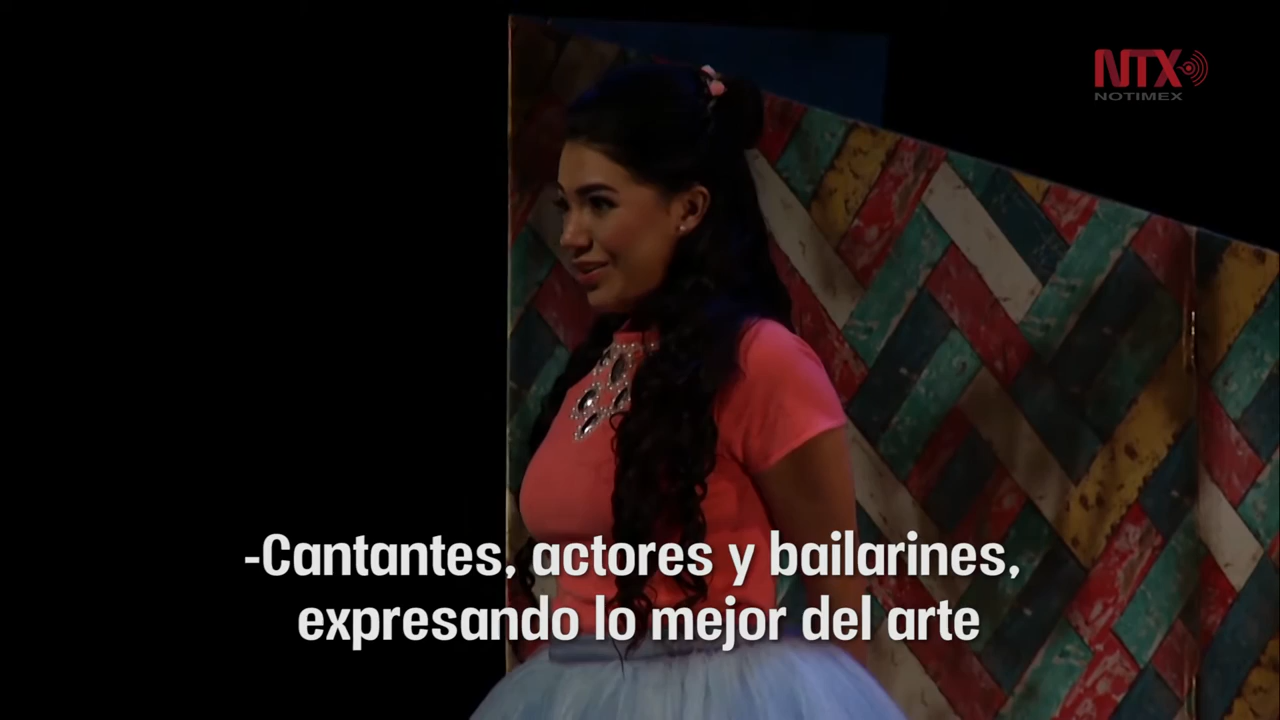 NTX
NOTIMEX
-Cantantes, actores y bailarines,
expresando lo mejor del arte